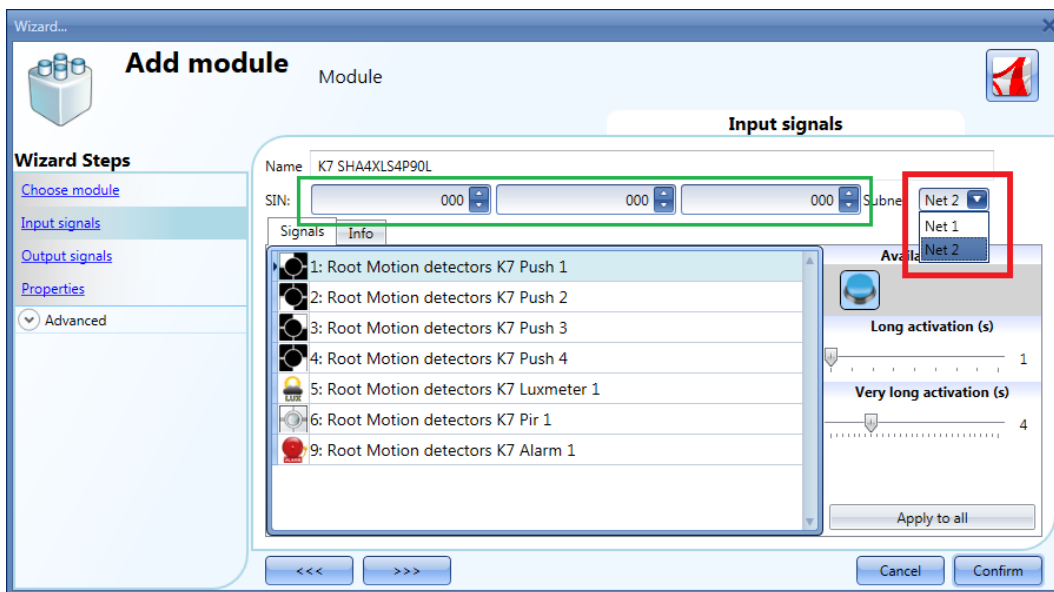 Wizard...
Add module
Module
Input signals
Wizard Steps
Choose module
Input signals
Output signals
Properties
Advanced
Name K7 SHA4XLS4P90L
SIN: 000 000 000 Subne Net 2
Net 1
Net 2
Signals Info
1: Root Motion detectors K7 Push 1
2: Root Motion detectors K7 Push 2
3: Root Motion detectors K7 Push 3
4: Root Motion detectors K7 Push 4
LUX 5: Root Motion detectors K7 Luxmeter 1
6: Root Motion detectors K7 Pir 1
ALARM 9: Root Motion detectors K7 Alarm 1
Availa
Long activation (s)
1
Very long activation (s)
4
Apply to all
<<< >>> Cancel Confirm